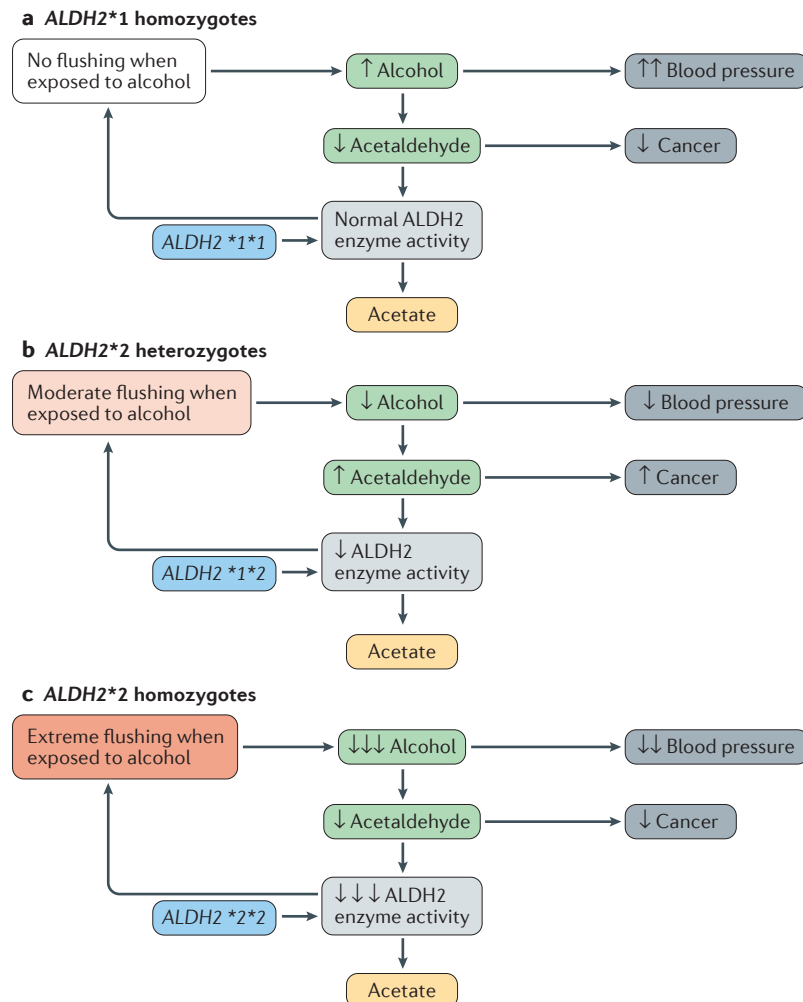 a ALDH2*1 homozygotes
No flushing when
exposed to alcohol
↑ Alcohol
↑↑ Blood pressure
↓ Acetaldehyde
↓ Cancer
Normal ALDH2
enzyme activity
ALDH2 *1*1
Acetate
b ALDH2*2 heterozygotes
Moderate flushing when
exposed to alcohol
↓ Alcohol
↓ Blood pressure
↑ Acetaldehyde
↑ Cancer
↓ ALDH2
enzyme activity
ALDH2 *1*2
Acetate
c ALDH2*2 homozygotes
Extreme flushing when
exposed to alcohol
↓↓↓ Alcohol
↓↓ Blood pressure
↓ Acetaldehyde
↓ Cancer
↓↓↓ ALDH2
enzyme activity
ALDH2 *2*2
Acetate